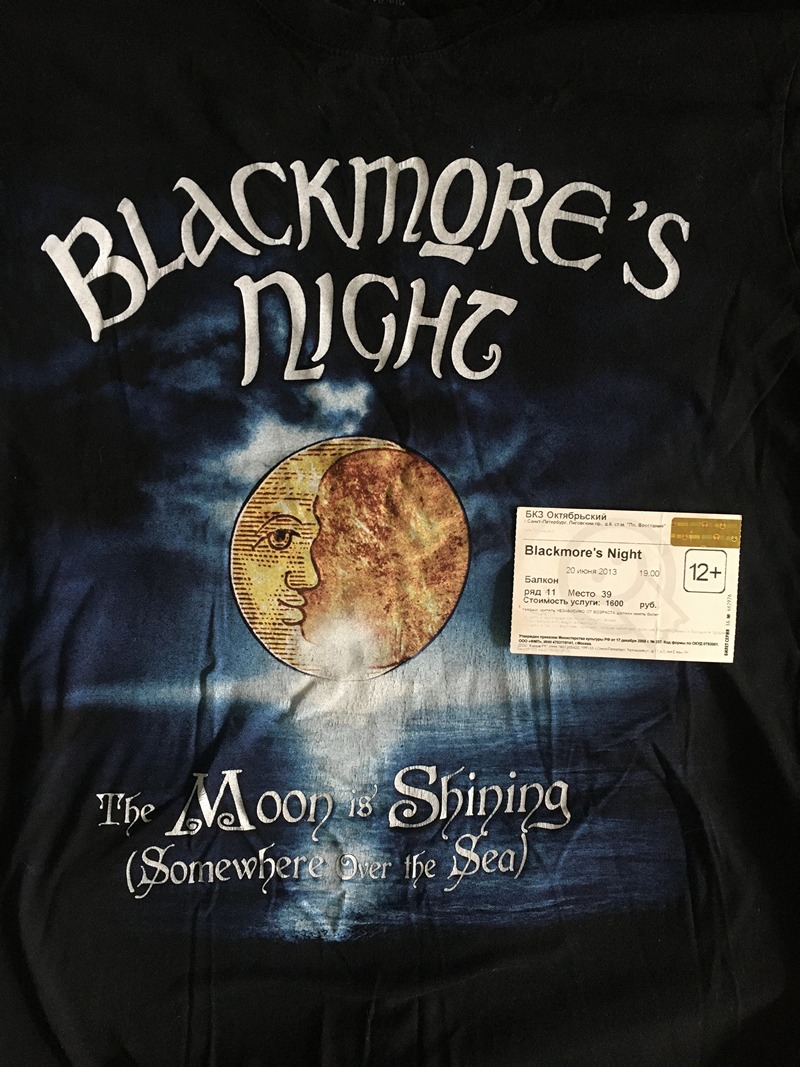 BLACKMORE'S
NIGHT
БКЗ Октябрьский
Blackmore's Night
20 июня 2013 19.00
12+
Балкон
ряд 11 Место 39
Стоимость услуги: 1600 руб.
The Moon is Shining
(Somewhere Over the Sea)